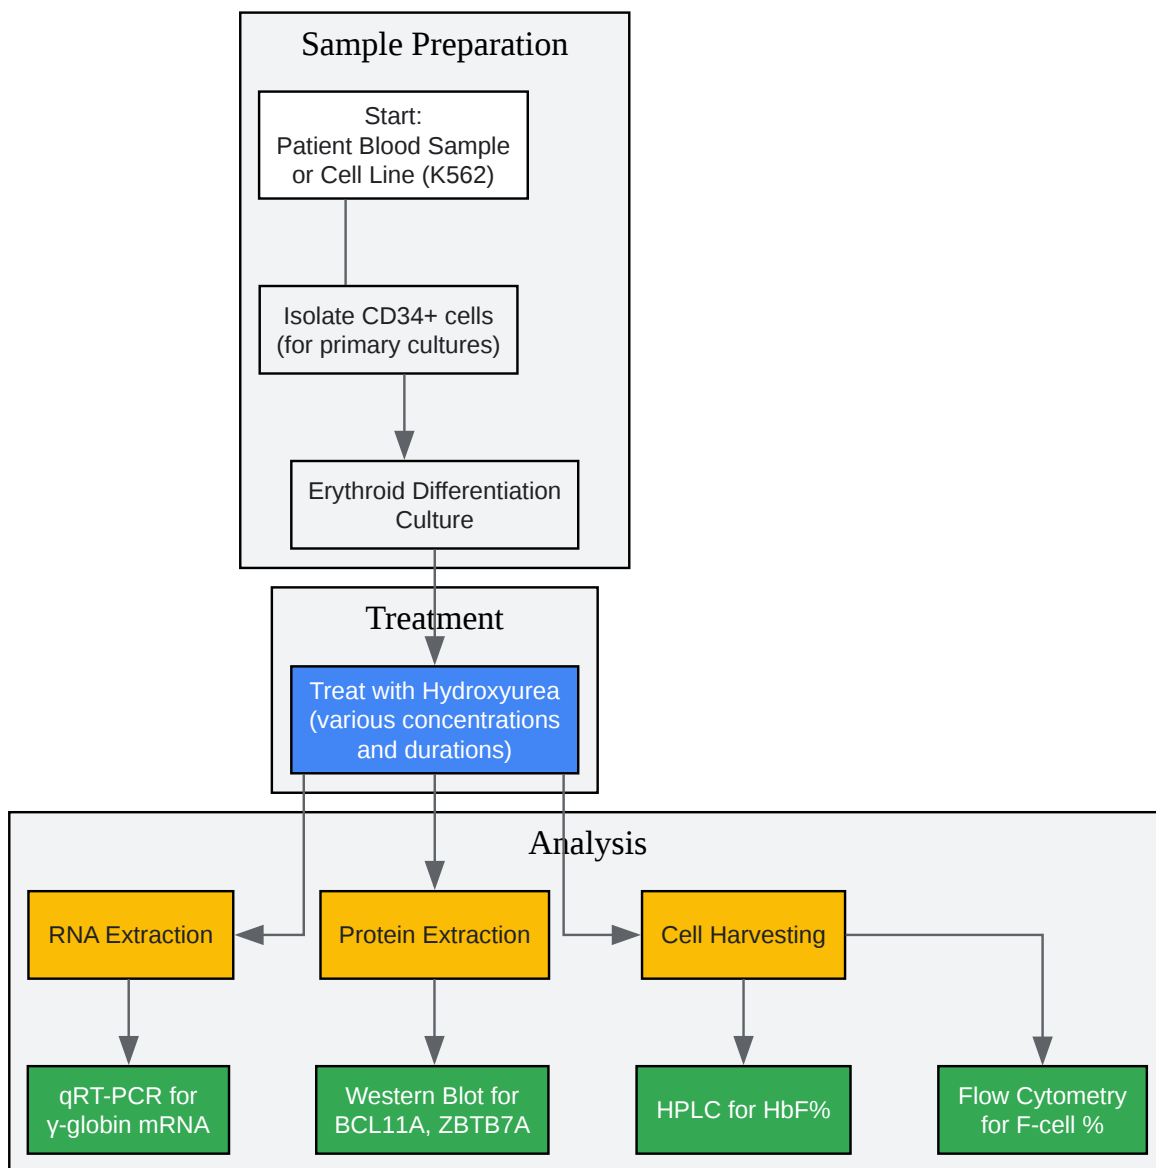 Sample Preparation
Start:
Patient Blood Sample
or Cell Line (K562)
Isolate CD34+ cells
(for primary cultures)
Erythroid Differentiation
Culture
Treatment
Treat with Hydroxyurea
(various concentrations
and durations)
Analysis
RNA Extraction
Protein Extraction
Cell Harvesting
qRT-PCR for
γ-globin mRNA
Western Blot for
BCL11A, ZBTB7A
HPLC for HbF%
Flow Cytometry
for F-cell %